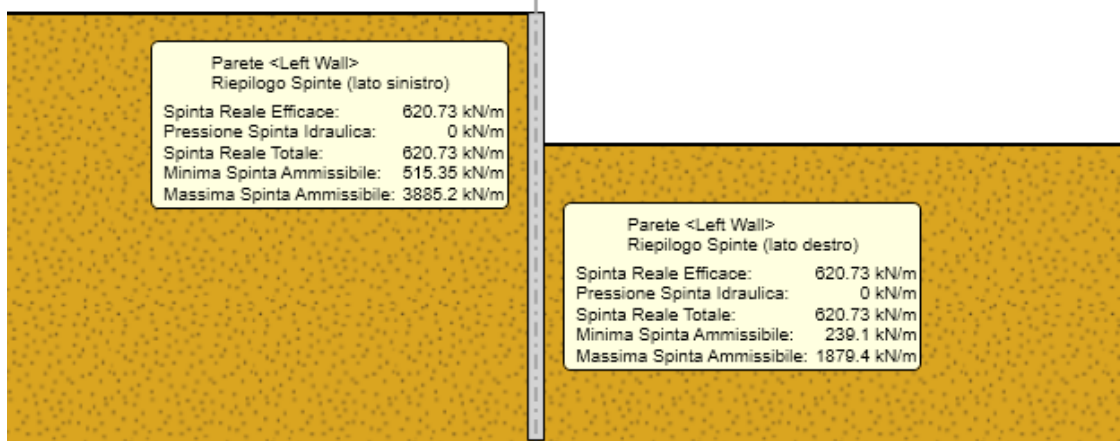 Parete <Left Wall>
Riepilogo Spinte (lato sinistro)
Spinta Reale Efficace: 620.73 kN/m
Pressione Spinta Idraulica: 0 kN/m
Spinta Reale Totale: 620.73 kN/m
Minima Spinta Ammissibile: 515.35 kN/m
Massima Spinta Ammissibile: 3885.2 kN/m
Parete <Left Wall>
Riepilogo Spinte (lato destro)
Spinta Reale Efficace: 620.73 kN/m
Pressione Spinta Idraulica: 0 kN/m
Spinta Reale Totale: 620.73 kN/m
Minima Spinta Ammissibile: 239.1 kN/m
Massima Spinta Ammissibile: 1879.4 kN/m